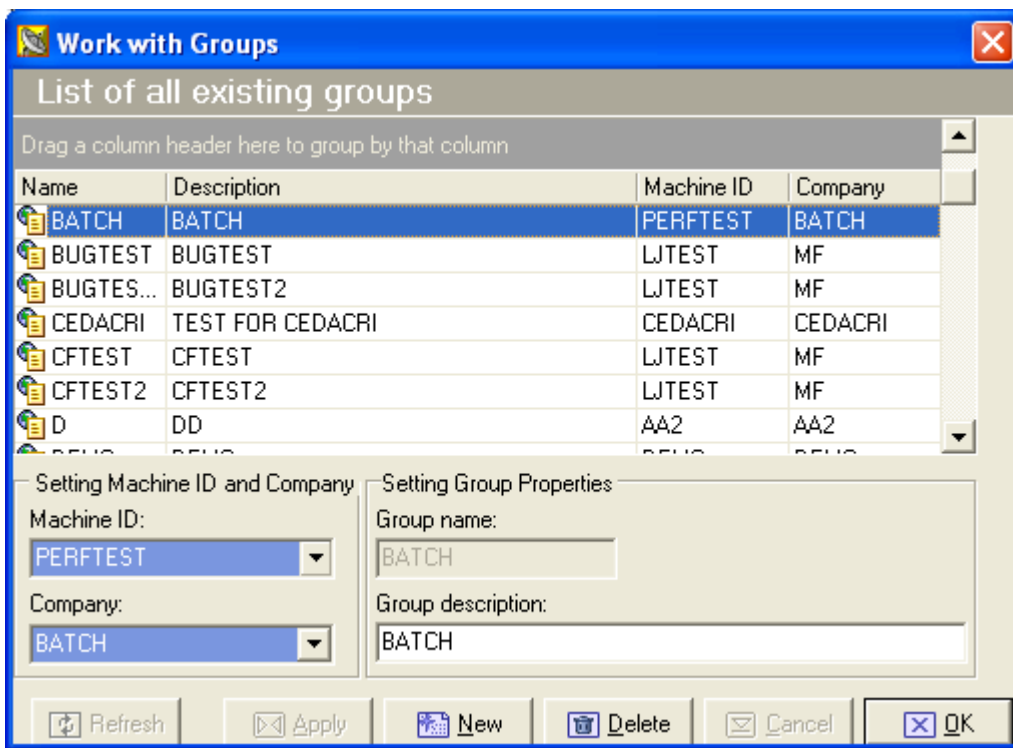 Work with Groups
List of all existing groups
Drag a column header here to group by that column
Name Description Machine ID Company
BATCH BATCH PERFTEST BATCH
BUGTEST BUGTEST LJTEST MF
BUGTES... BUGTEST2 LJTEST MF
CEDACRI TEST FOR CEDACRI CEDACRI CEDACRI
CFTEST CFTEST LJTEST MF
CFTEST2 CFTEST2 LJTEST MF
D DD AA2 AA2
Setting Machine ID and Company Setting Group Properties
Machine ID: Group name:
PERFTEST BATCH
Company: Group description:
BATCH BATCH
Refresh Apply New Delete Cancel OK